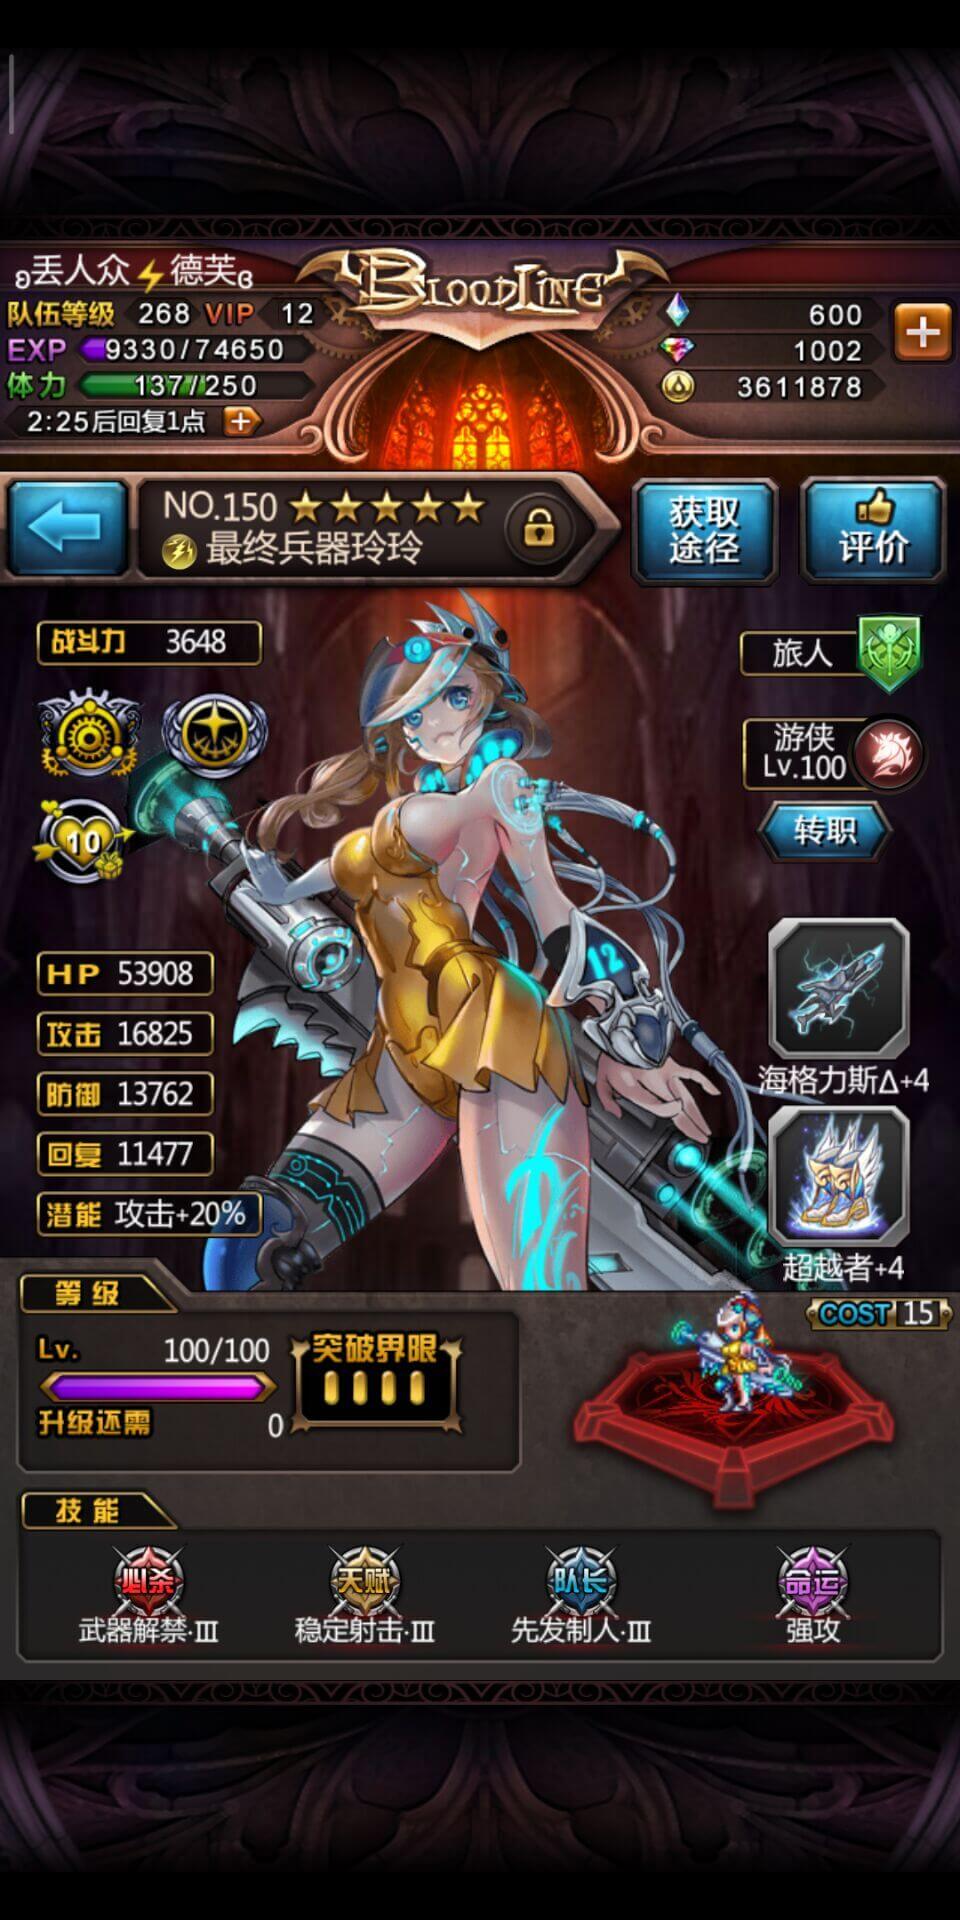 ʚ丢人众⚡德芙ɞ
队伍等级 268 VIP 12
EXP 9330/74650
体力 137/250
2:25后回复1点
BLOODLINE
600
1002
3611878
NO.150 ★★★★★
最终兵器玲玲
获取
途径
评价
战斗力 3648
旅人
游侠
Lv.100
转职
10
12
HP 53908
攻击 16825
防御 13762
回复 11477
潜能 攻击+20%
海格力斯Δ+4
超越者+4
等级
Lv. 100/100
升级还需 0
突破界限
COST 15
技能
必杀
武器解禁·III
天赋
稳定射击·III
队长
先发制人·III
命运
强攻